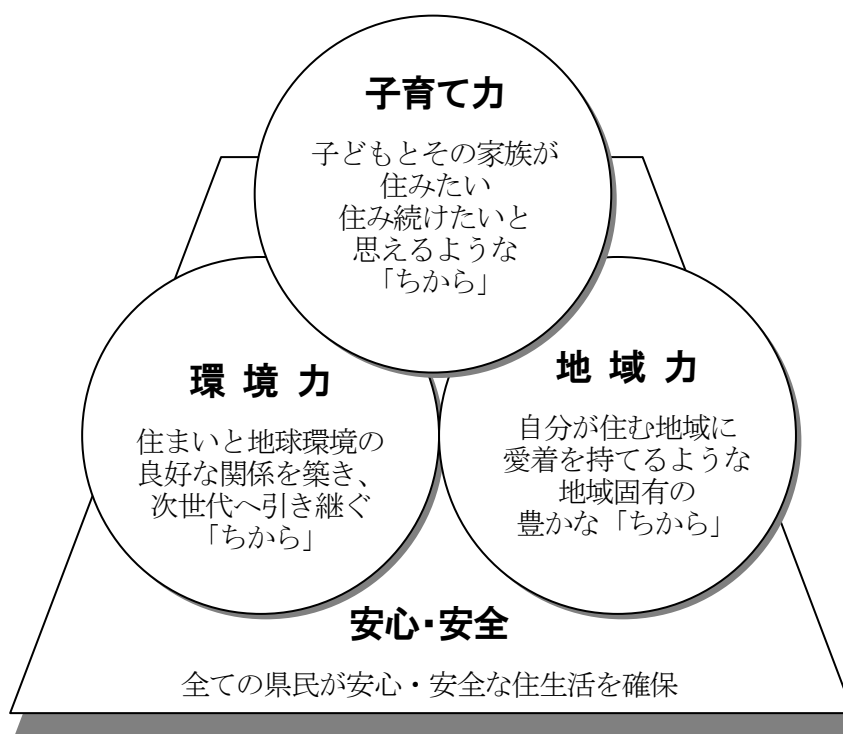 子育て力
子どもとその家族が
住みたい
住み続けたいと
思えるような
「ちから」
環 境 力
住まいと地球環境の
良好な関係を築き、
次世代へ引き継ぐ
「ちから」
地 域 力
自分が住む地域に
愛着を持てるような
地域固有の
豊かな「ちから」
安心・安全
全ての県民が安心・安全な住生活を確保